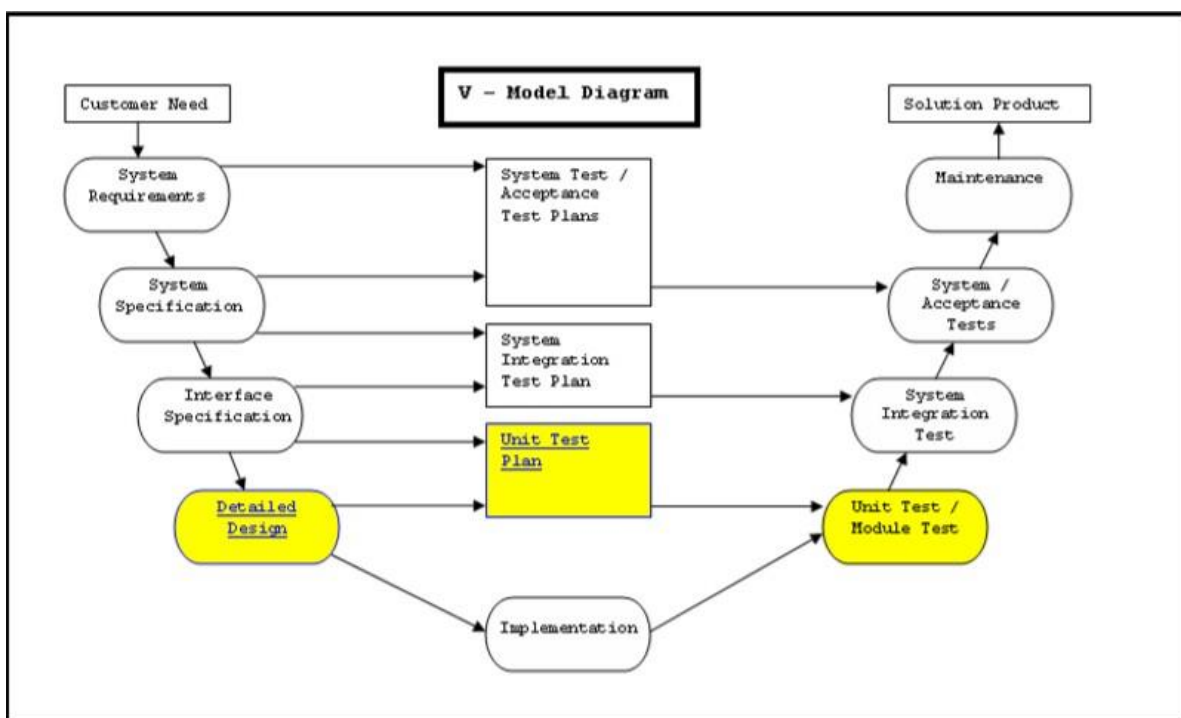 V - Model Diagram
Customer Need
Solution Product
System
Requirements
System Test /
Acceptance
Test Plans
Maintenance
System
Specification
System /
Acceptance
Tests
System
Integration
Test Plan
Interface
Specification
System
Integration
Test
Unit Test
Plan
Detailed
Design
Unit Test /
Module Test
Implementation